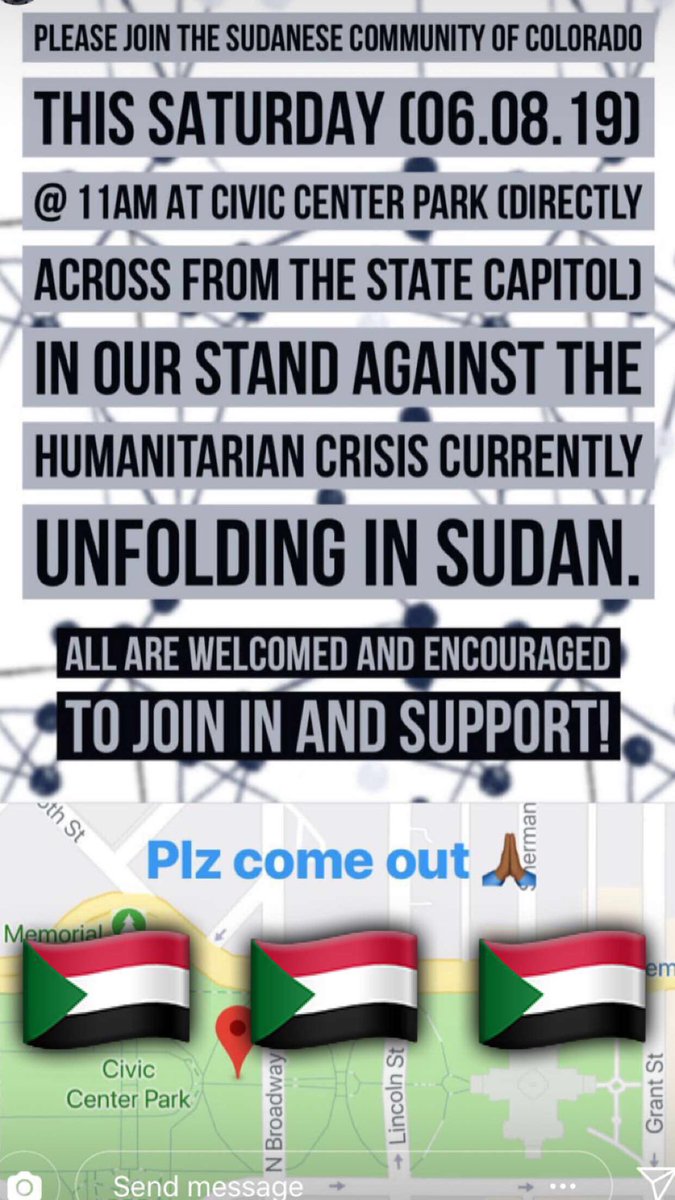 PLEASE JOIN THE SUDANESE COMMUNITY OF COLORADO
THIS SATURDAY (06.08.19)
@ 11AM AT CIVIC CENTER PARK (DIRECTLY
ACROSS FROM THE STATE CAPITOL)
IN OUR STAND AGAINST THE
HUMANITARIAN CRISIS CURRENTLY
UNFOLDING IN SUDAN.
ALL ARE WELCOMED AND ENCOURAGED
TO JOIN IN AND SUPPORT!
Plz come out 🙏🏾
Memorial
Civic
Center Park
N Broadway
Lincoln St
Grant St
Send message